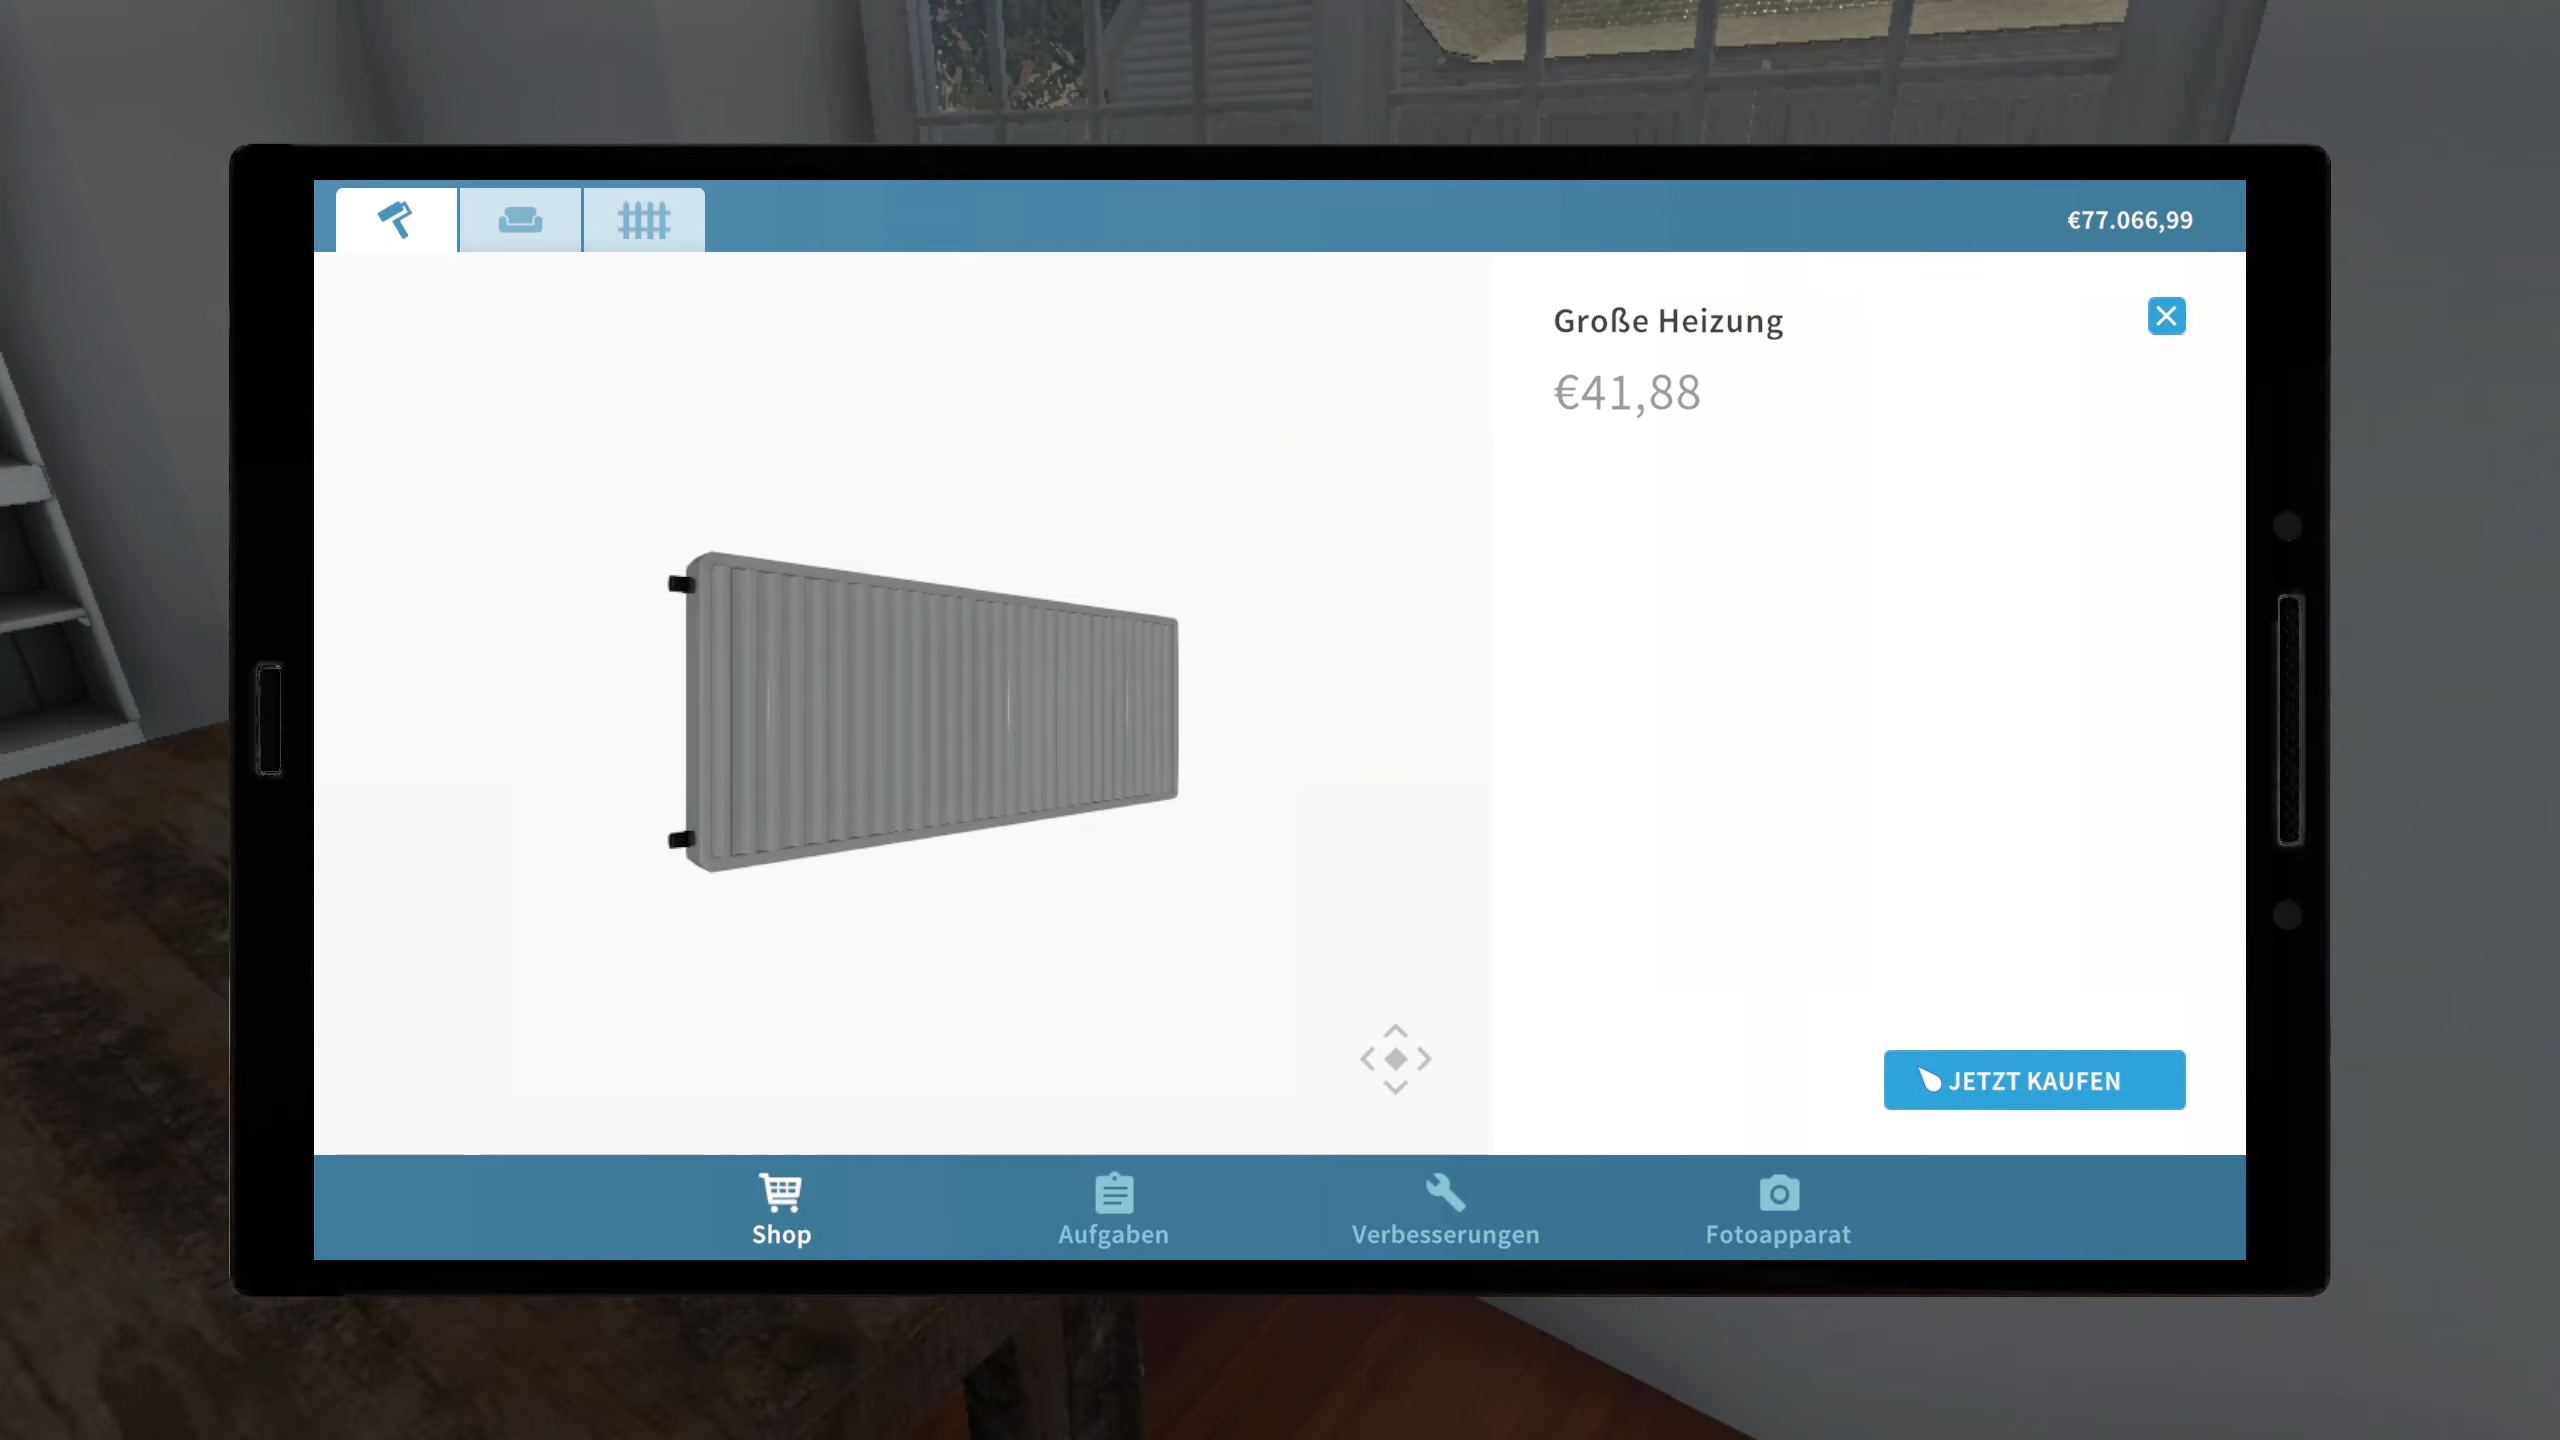 €77.066,99
Große Heizung
€41,88
JETZT KAUFEN
Shop
Aufgaben
Verbesserungen
Fotoapparat